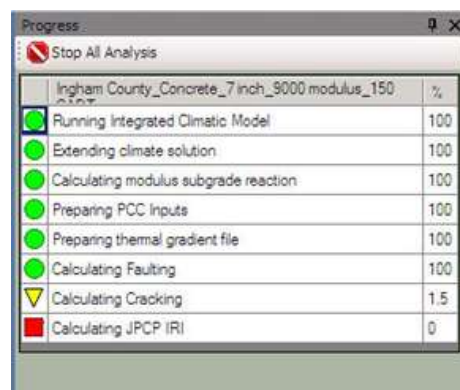 Progress
Stop All Analysis
Ingham County_Concrete_7 inch_9000 modulus_150 %
Running Integrated Climatic Model 100
Extending climate solution 100
Calculating modulus subgrade reaction 100
Preparing PCC Inputs 100
Preparing thermal gradient file 100
Calculating Faulting 100
Calculating Cracking 1.5
Calculating JPCP IRI 0